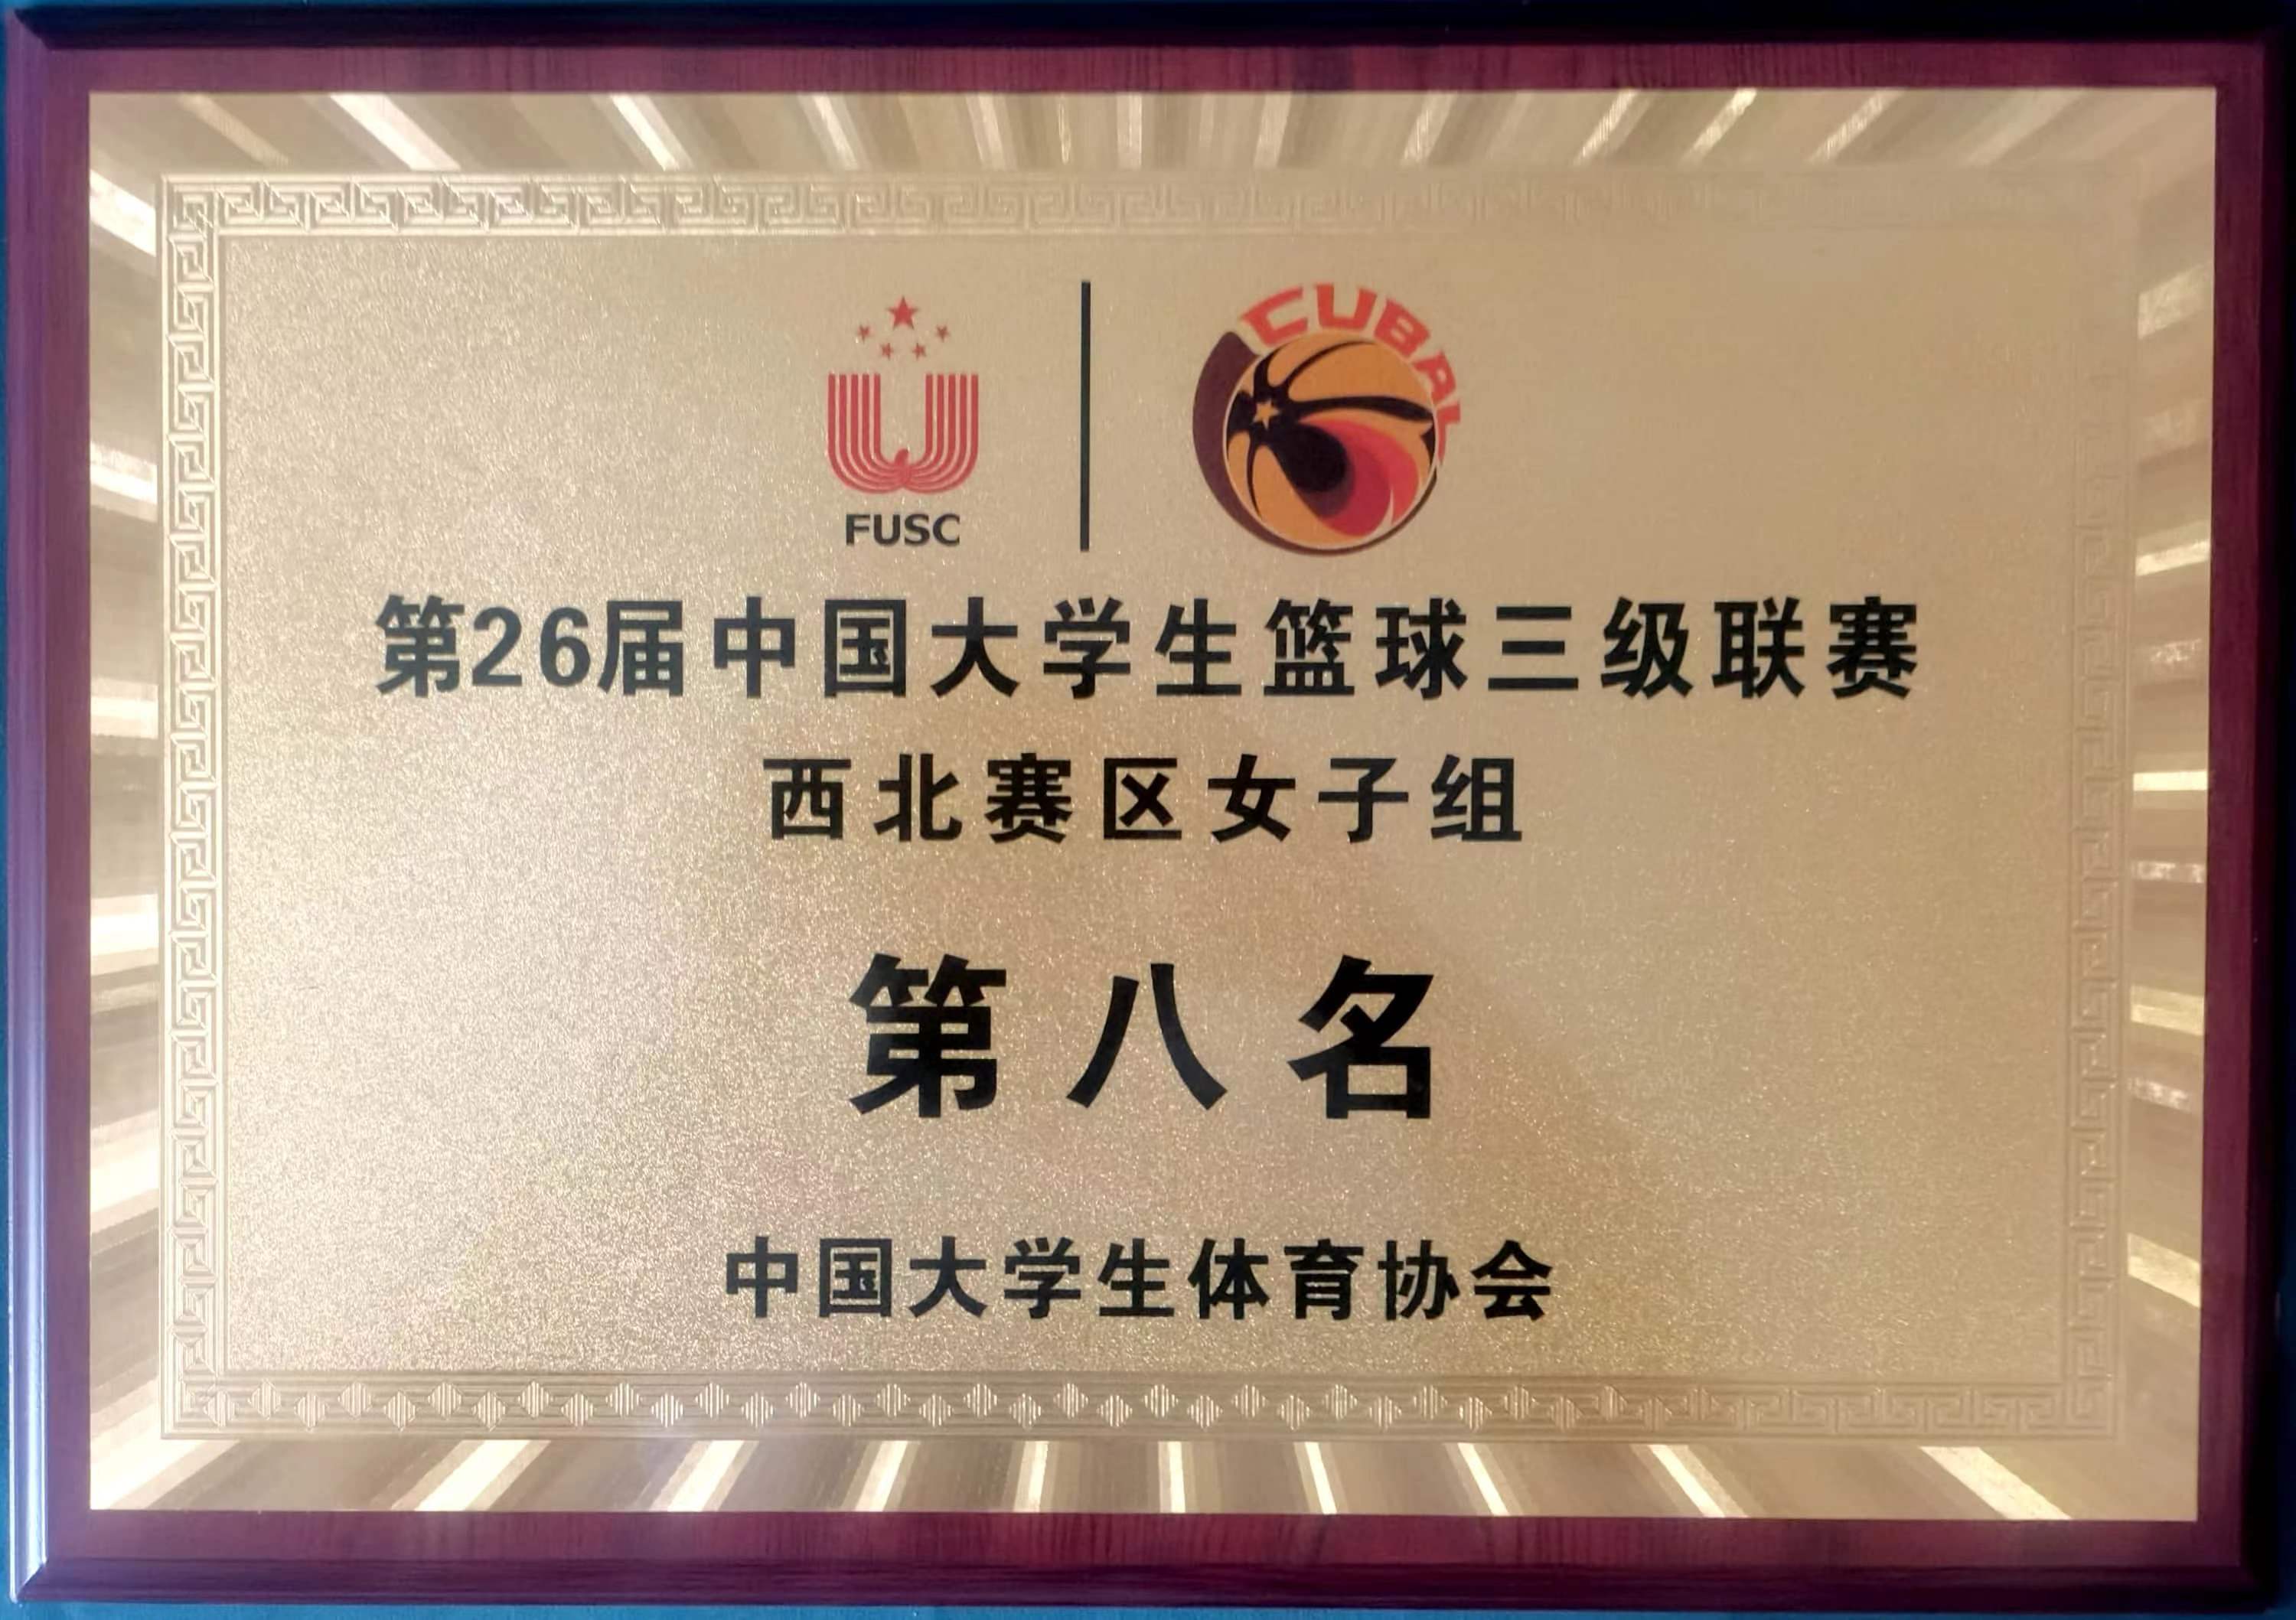 CUBAL
FUSC
第26届中国大学生篮球三级联赛
西北赛区女子组
第八名
中国大学生体育协会